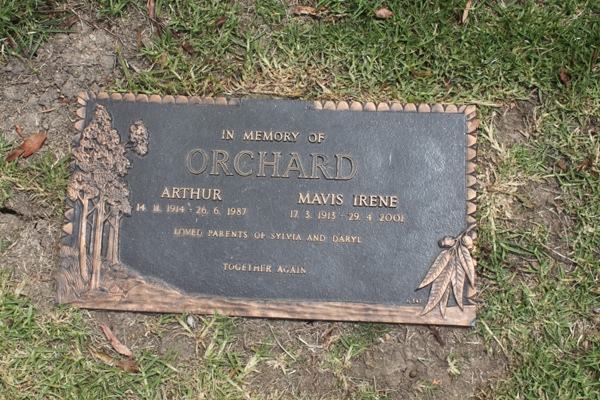 IN MEMORY OF
ORCHARD
ARTHUR MAVIS IRENE
14. 11. 1914 - 26. 6. 1987 17. 3. 1913 - 29. 4. 2001
LOVED PARENTS OF SYLVIA AND DARYL
TOGETHER AGAIN